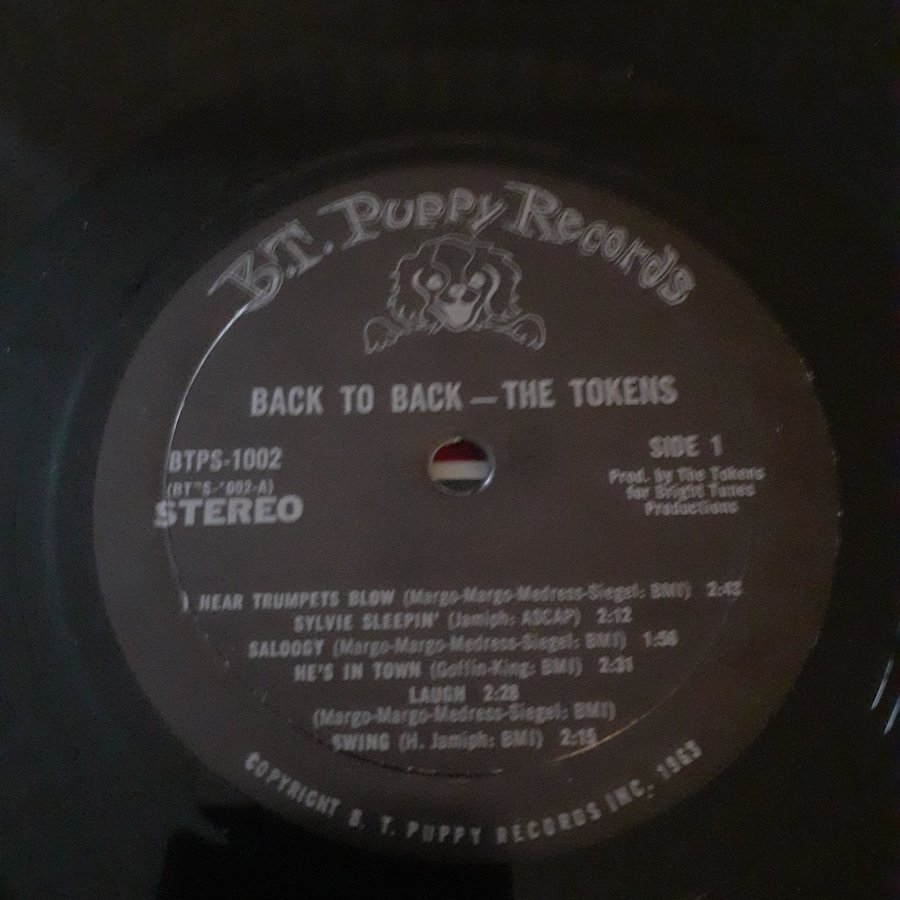 B.T. Puppy Records
BACK TO BACK — THE TOKENS
BTPS-1002
SIDE 1
(BTPS-1002-A)
STEREO
Prod. by The Tokens
for Bright Tunes
Productions
I HEAR TRUMPETS BLOW (Margo-Margo-Medress-Siegel: BMI) 2:43
SYLVIE SLEEPIN' (Jamiph: ASCAP) 2:12
SALOOGY (Margo-Margo-Medress-Siegel: BMI) 1:56
HE'S IN TOWN (Goffin-King: BMI) 2:31
LAUGH 2:28
(Margo-Margo-Medress-Siegel: BMI)
SWING (H. Jamiph: BMI) 2:15
COPYRIGHT B. T. PUPPY RECORDS INC. 1965